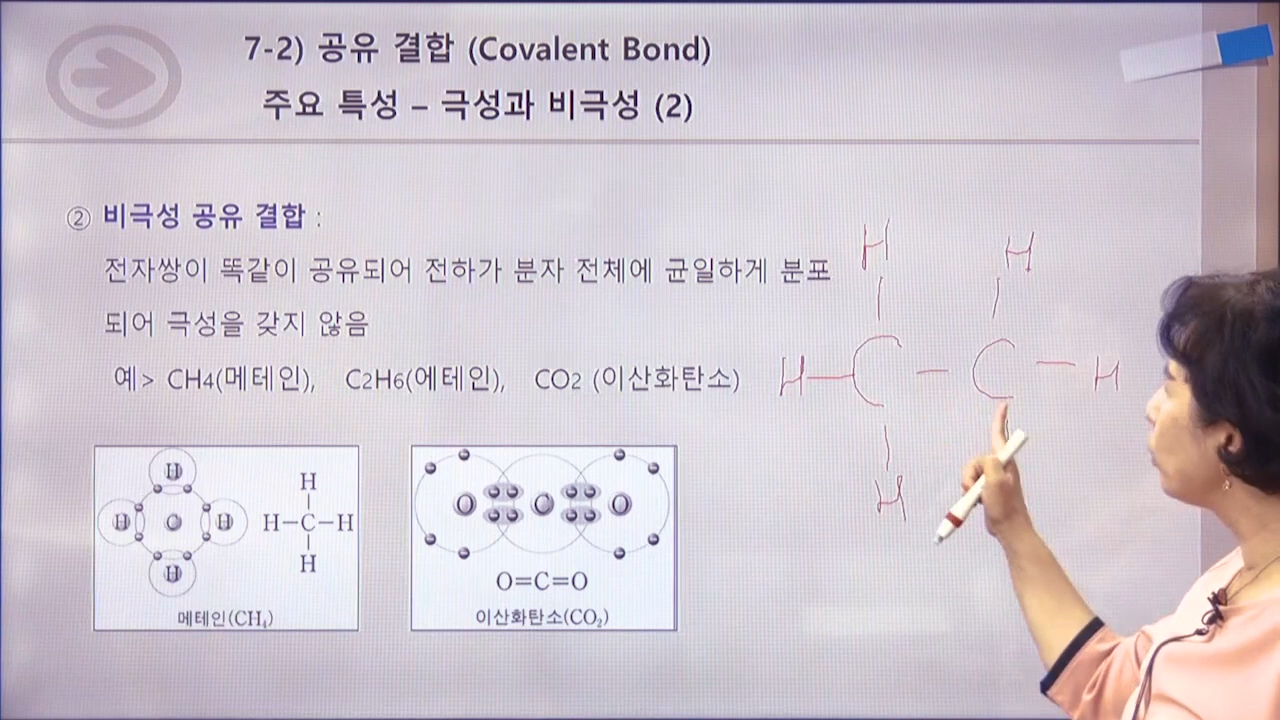 7-2) 공유 결합 (Covalent Bond)
주요 특성 – 극성과 비극성 (2)
② 비극성 공유 결합 :
전자쌍이 똑같이 공유되어 전하가 분자 전체에 균일하게 분포
되어 극성을 갖지 않음
예> CH4(메테인), C2H6(에테인), CO2 (이산화탄소)
H
H C H
H
H
H–C–H
H
메테인(CH₄)
O C O
O=C=O
이산화탄소(CO₂)
H H
H–C–C–H
H